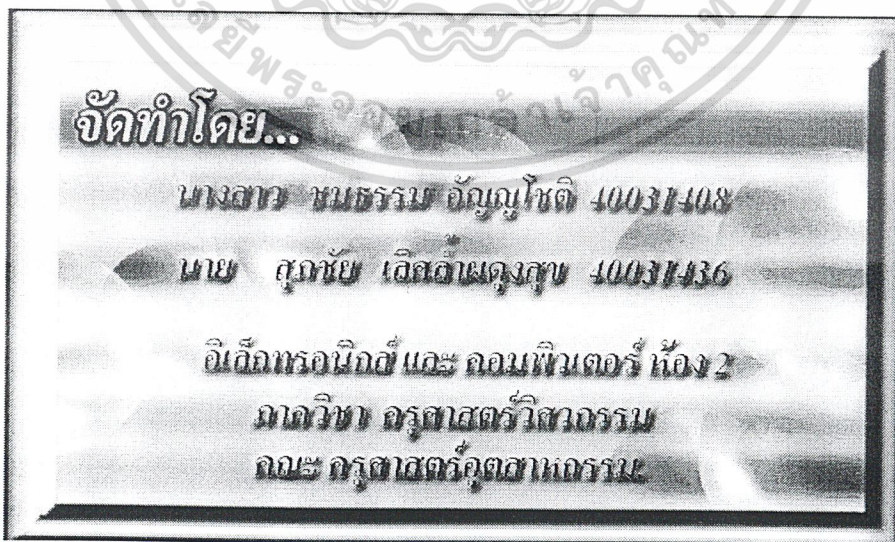 จัดทำโดย...
นางสาว ชนธรรม อัญญโชติ 40031408
นาย สุภชัย เลิศล้ำผดุงสุข 40031436
อิเล็กทรอนิกส์ และ คอมพิวเตอร์ ห้อง 2
ภาควิชา ครุศาสตร์วิศวกรรม
คณะ ครุศาสตร์อุตสาหกรรม